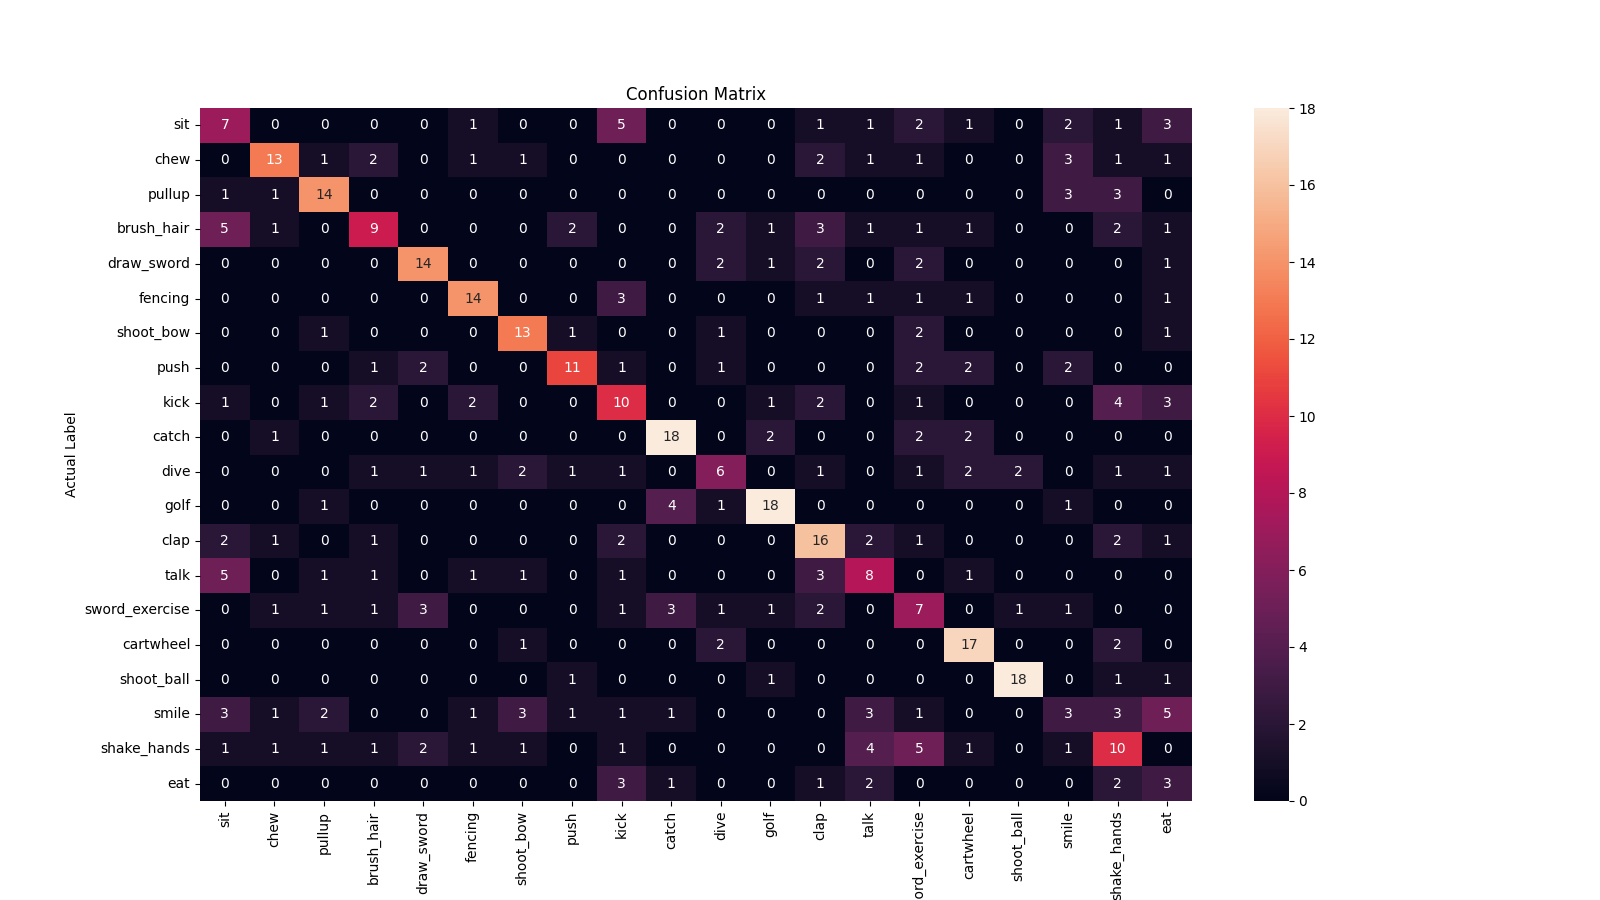 Confusion Matrix
sit 7 0 0 0 0 1 0 0 5 0 0 0 1 1 2 1 0 2 1 3
chew 0 13 1 2 0 1 1 0 0 0 0 0 2 1 1 0 0 3 1 1
pullup 1 1 14 0 0 0 0 0 0 0 0 0 0 0 0 0 0 3 3 0
brush_hair 5 1 0 9 0 0 0 2 0 0 2 1 3 1 1 1 0 0 2 1
draw_sword 0 0 0 0 14 0 0 0 0 0 2 1 2 0 2 0 0 0 0 1
fencing 0 0 0 0 0 14 0 0 3 0 0 0 1 1 1 1 0 0 0 1
shoot_bow 0 0 1 0 0 0 13 1 0 0 1 0 0 0 2 0 0 0 0 1
push 0 0 0 1 2 0 0 11 1 0 1 0 0 0 2 2 0 2 0 0
kick 1 0 1 2 0 2 0 0 10 0 0 1 2 0 1 0 0 0 4 3
catch 0 1 0 0 0 0 0 0 0 18 0 2 0 0 2 2 0 0 0 0
dive 0 0 0 1 1 1 2 1 1 0 6 0 1 0 1 2 2 0 1 1
golf 0 0 1 0 0 0 0 0 0 4 1 18 0 0 0 0 0 1 0 0
clap 2 1 0 1 0 0 0 0 2 0 0 0 16 2 1 0 0 0 2 1
talk 5 0 1 1 0 1 1 0 1 0 0 0 3 8 0 1 0 0 0 0
sword_exercise 0 1 1 1 3 0 0 0 1 3 1 1 2 0 7 0 1 1 0 0
cartwheel 0 0 0 0 0 0 1 0 0 0 2 0 0 0 0 17 0 0 2 0
shoot_ball 0 0 0 0 0 0 0 1 0 0 0 1 0 0 0 0 18 0 1 1
smile 3 1 2 0 0 1 3 1 1 1 0 0 0 3 1 0 0 3 3 5
shake_hands 1 1 1 1 2 1 1 0 1 0 0 0 0 4 5 1 0 1 10 0
eat 0 0 0 0 0 0 0 0 3 1 0 0 1 2 0 0 0 0 2 3
Actual Label
sit chew pullup brush_hair draw_sword fencing shoot_bow push kick catch dive golf clap talk ord_exercise cartwheel shoot_ball smile shake_hands eat
18
16
14
12
10
8
6
4
2
0